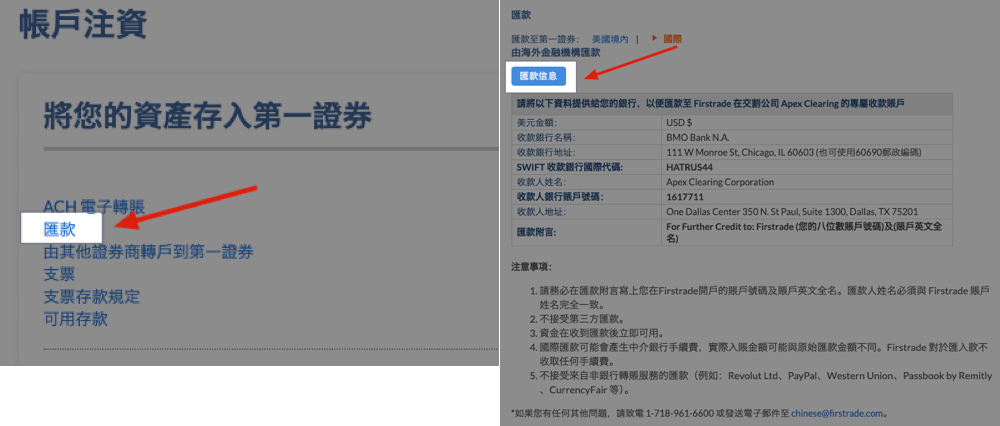 帳戶注資
將您的資產存入第一證券
ACH 電子轉賬
匯款
由其他證券商轉戶到第一證券
支票
支票存款規定
可用存款
匯款
匯款至第一證券： 美國境內 | 國際
由海外金融機構匯款
匯款信息
請將以下資料提供給您的銀行，以便匯款至 Firstrade 在交割公司 Apex Clearing 的專屬收款賬戶
美元金額： USD $
收款銀行名稱： BMO Bank N.A.
收款銀行地址： 111 W Monroe St, Chicago, IL 60603 (也可使用60690郵政編碼)
SWIFT 收款銀行國際代碼： HATRUS44
收款人姓名： Apex Clearing Corporation
收款人銀行賬戶號碼： 1617711
收款人地址： One Dallas Center 350 N. St Paul, Suite 1300, Dallas, TX 75201
匯款附言： For Further Credit to: Firstrade (您的八位數賬戶號碼)及(賬戶英文全
名)
注意事項：
1. 請務必在匯款附言寫上您在Firstrade開戶的賬戶號碼及賬戶英文全名。匯款人姓名必須與 Firstrade 賬戶
姓名完全一致。
2. 不接受第三方匯款。
3. 資金在收到匯款後立即可用。
4. 國際匯款可能會產生中介銀行手續費，實際入賬金額可能與原始匯款金額不同。Firstrade 對於匯入款不
收取任何手續費。
5. 不接受來自非銀行轉賬服務的匯款（例如：Revolut Ltd、PayPal、Western Union、Passbook by Remitly
、CurrencyFair 等）。
*如果您有任何其他問題，請致電 1-718-961-6600 或發送電子郵件至 chinese@firstrade.com。